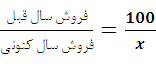 فروش سال قبل
فروش سال کنونی
=
100
x